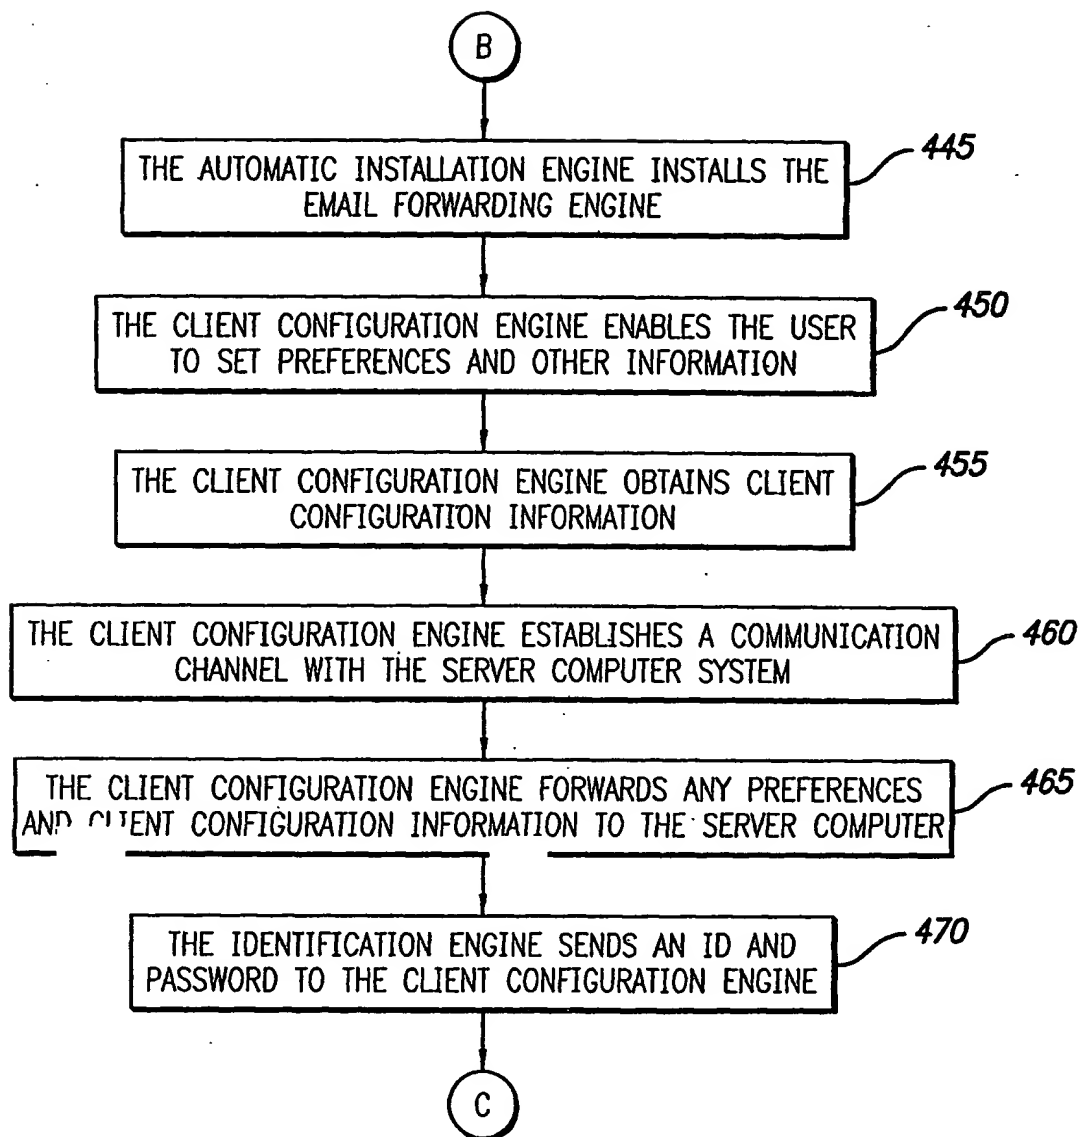 B
THE AUTOMATIC INSTALLATION ENGINE INSTALLS THE
EMAIL FORWARDING ENGINE
445
THE CLIENT CONFIGURATION ENGINE ENABLES THE USER
TO SET PREFERENCES AND OTHER INFORMATION
450
THE CLIENT CONFIGURATION ENGINE OBTAINS CLIENT
CONFIGURATION INFORMATION
455
THE CLIENT CONFIGURATION ENGINE ESTABLISHES A COMMUNICATION
CHANNEL WITH THE SERVER COMPUTER SYSTEM
460
THE CLIENT CONFIGURATION ENGINE FORWARDS ANY PREFERENCES
AND CLIENT CONFIGURATION INFORMATION TO THE SERVER COMPUTER
465
THE IDENTIFICATION ENGINE SENDS AN ID AND
PASSWORD TO THE CLIENT CONFIGURATION ENGINE
470
C